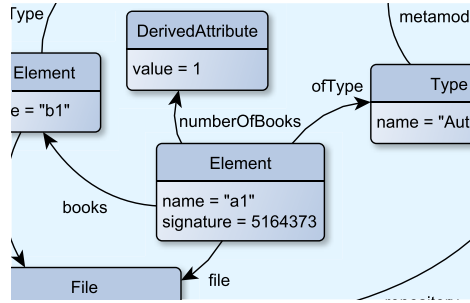 Type
metamod
DerivedAttribute
value = 1
Element
e = "b1"
ofType
Type
name = "Aut
numberOfBooks
Element
name = "a1"
signature = 5164373
books
file
File